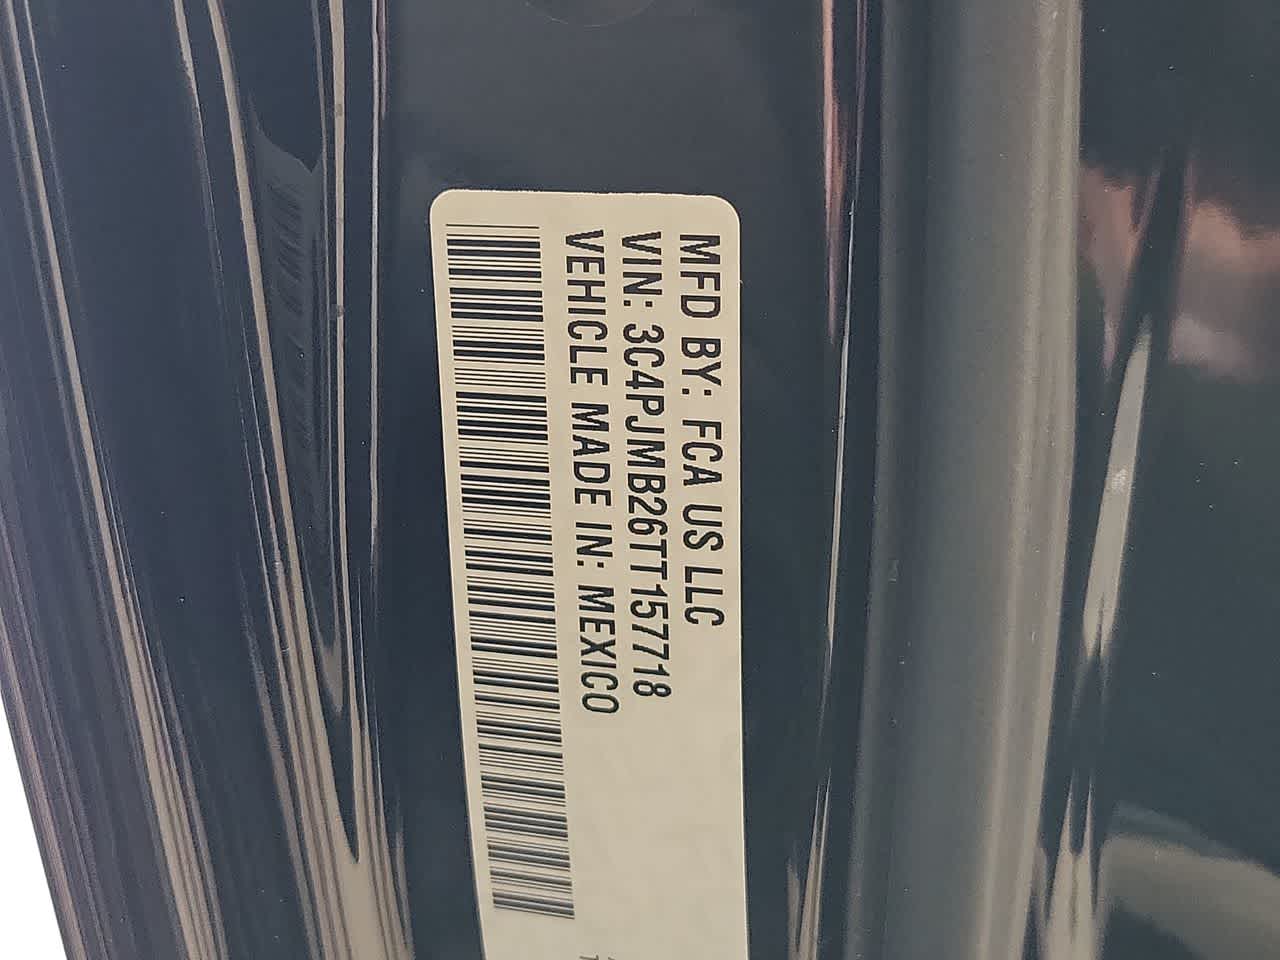 MFD BY: FCA US LLC
VIN: 3C4PJMB26TT157718
VEHICLE MADE IN: MEXICO